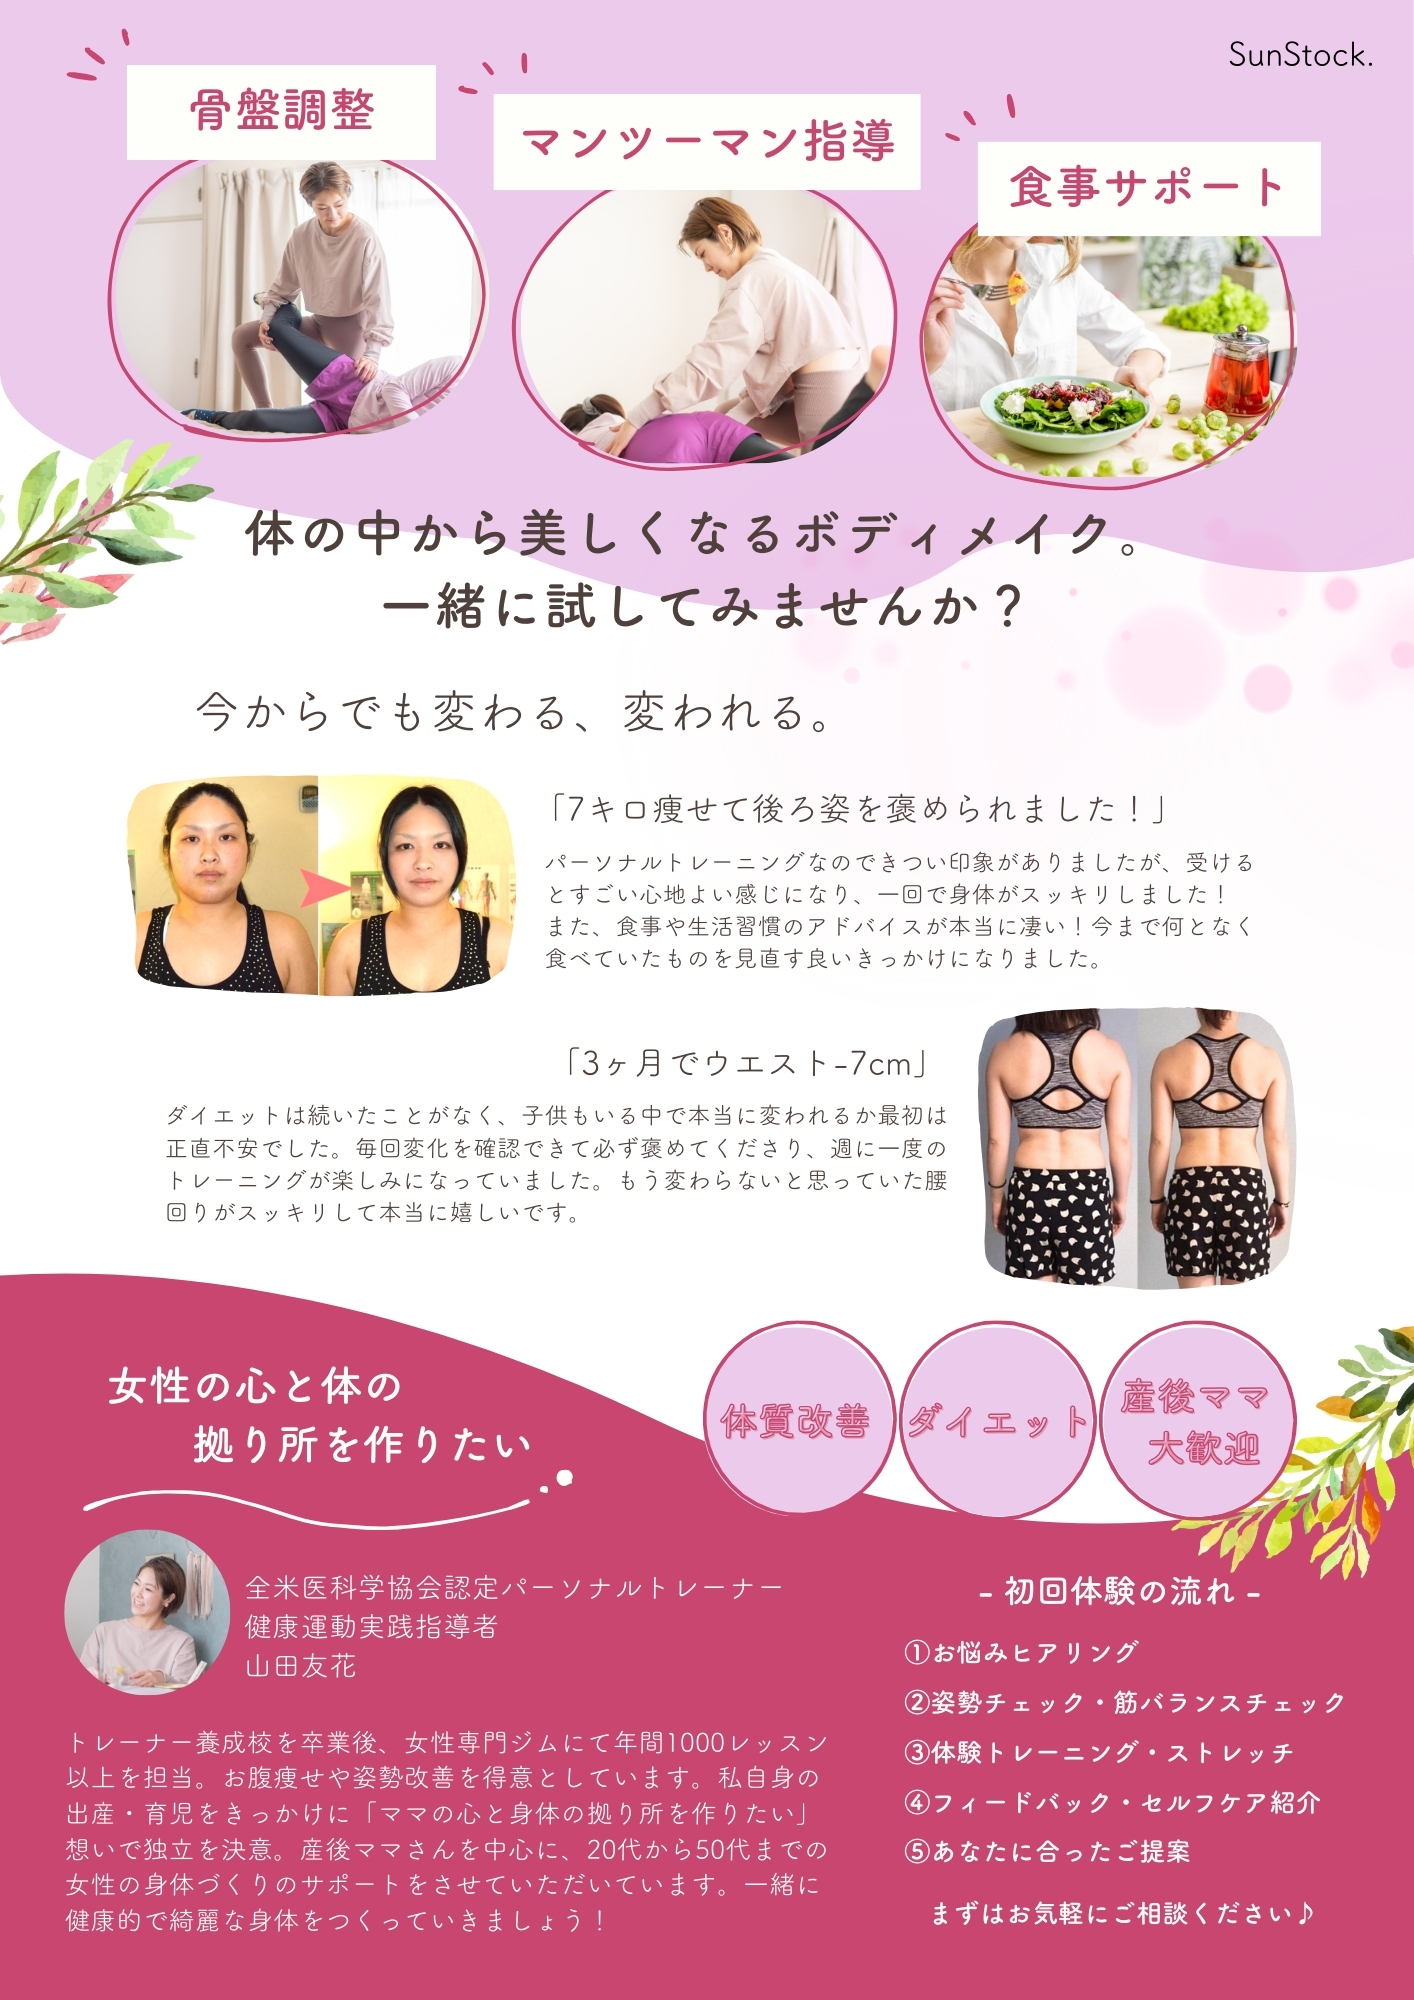 SunStock.
骨盤調整
マンツーマン指導
食事サポート
体の中から美しくなるボディメイク。
一緒に試してみませんか？
今からでも変わる、変われる。
「7キロ痩せて後ろ姿を褒められました！」
パーソナルトレーニングなのできつい印象がありましたが、受ける
とすごい心地よい感じになり、一回で身体がスッキリしました！
また、食事や生活習慣のアドバイスが本当に凄い！今まで何となく
食べていたものを見直す良いきっかけになりました。
「3ヶ月でウエスト-7cm」
ダイエットは続いたことがなく、子供もいる中で本当に変われるか最初は
正直不安でした。毎回変化を確認できて必ず褒めてくださり、週に一度の
トレーニングが楽しみになっていました。もう変わらないと思っていた腰
回りがスッキリして本当に嬉しいです。
女性の心と体の
拠り所を作りたい
体質改善
ダイエット
産後ママ
大歓迎
全米医科学協会認定パーソナルトレーナー
健康運動実践指導者
山田友花
トレーナー養成校を卒業後、女性専門ジムにて年間1000レッスン
以上を担当。お腹痩せや姿勢改善を得意としています。私自身の
出産・育児をきっかけに「ママの心と身体の拠り所を作りたい」
想いで独立を決意。産後ママさんを中心に、20代から50代までの
女性の身体づくりのサポートをさせていただいています。一緒に
健康的で綺麗な身体をつくっていきましょう！
- 初回体験の流れ -
①お悩みヒアリング
②姿勢チェック・筋バランスチェック
③体験トレーニング・ストレッチ
④フィードバック・セルフケア紹介
⑤あなたに合ったご提案
まずはお気軽にご相談ください♪